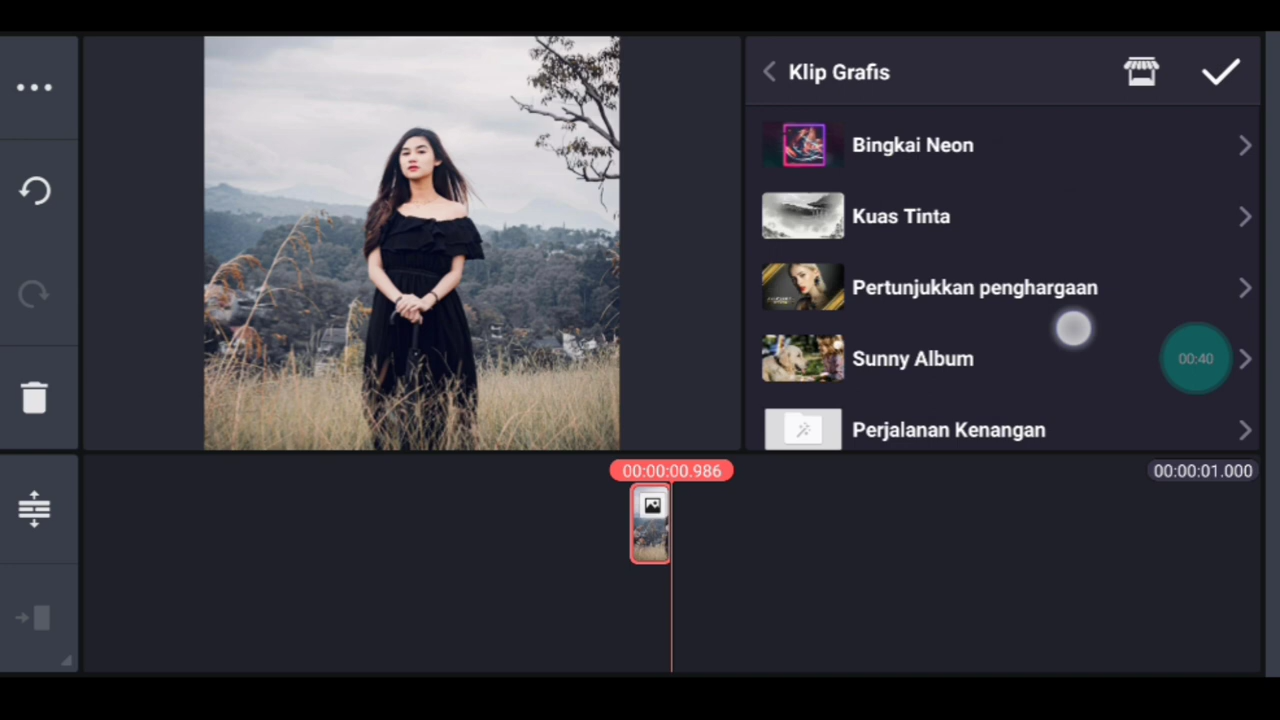 Klip Grafis
Bingkai Neon
Kuas Tinta
Pertunjukkan penghargaan
Sunny Album
00:40
Perjalanan Kenangan
00:00:00.986
00:00:01.000